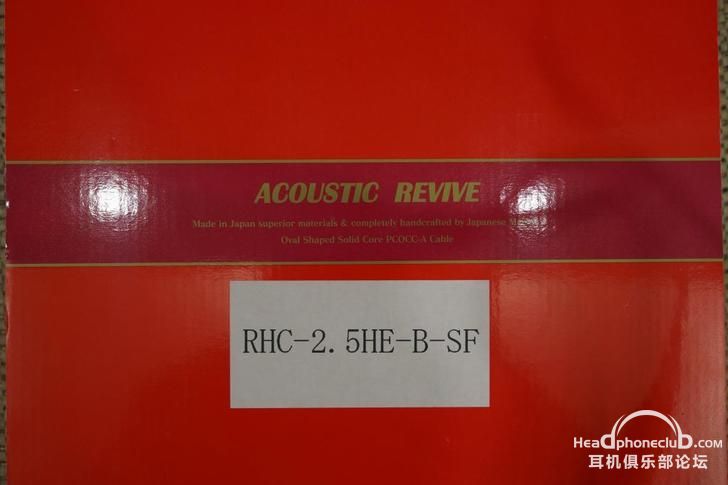 ACOUSTIC REVIVE
Made in Japan superior materials & completely handcrafted by Japanese
Oval Shaped Solid Core PCOCC-A Cable
RHC-2.5HE-B-SF
Headphoneclub.com
耳机俱乐部论坛